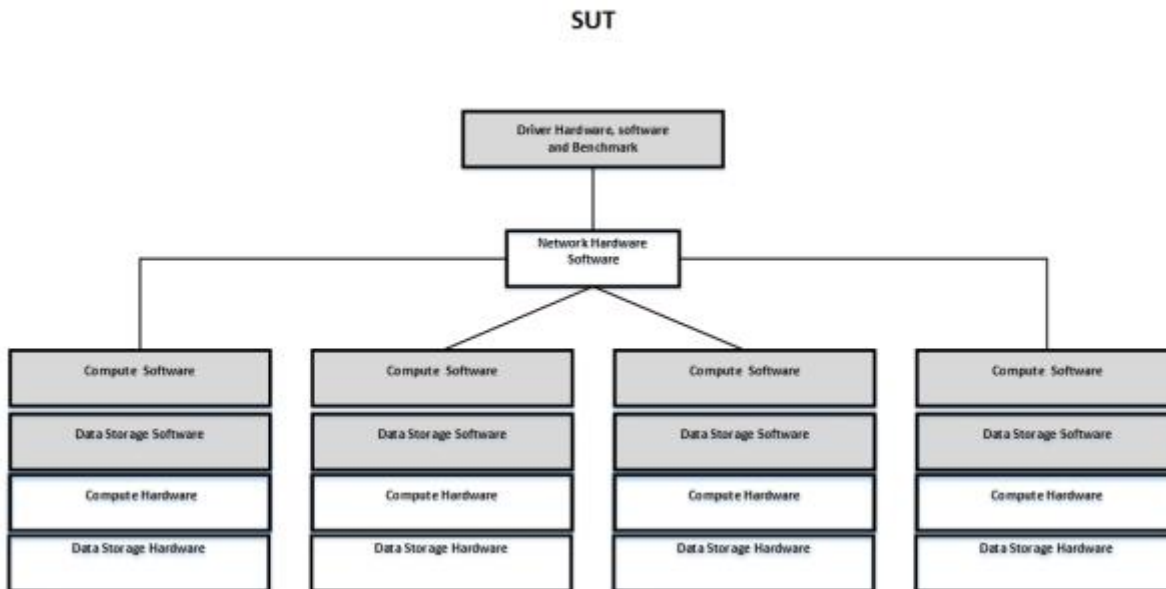 SUT
Driver Hardware, software
and Benchmark
Network Hardware
Software
Compute Software
Compute Software
Compute Software
Compute Software
Data Storage Software
Data Storage Software
Data Storage Software
Data Storage Software
Compute Hardware
Compute Hardware
Compute Hardware
Compute Hardware
Data Storage Hardware
Data Storage Hardware
Data Storage Hardware
Data Storage Hardware